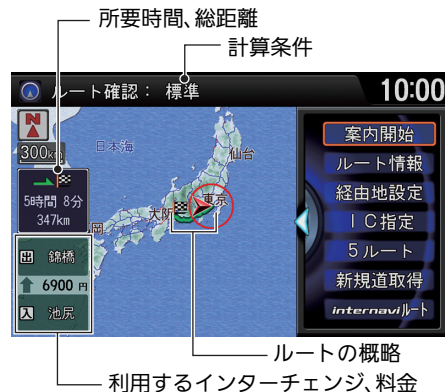 所要時間、総距離
計算条件
ルート確認： 標準
10:00
N
300km
日本海
仙台
東京
大阪
岡
5時間 8分
347km
出 錦橋
6900 円
入 池尻
案内開始
ルート情報
経由地設定
IC指定
5ルート
新規道取得
internaviルート
ルートの概略
利用するインターチェンジ、料金